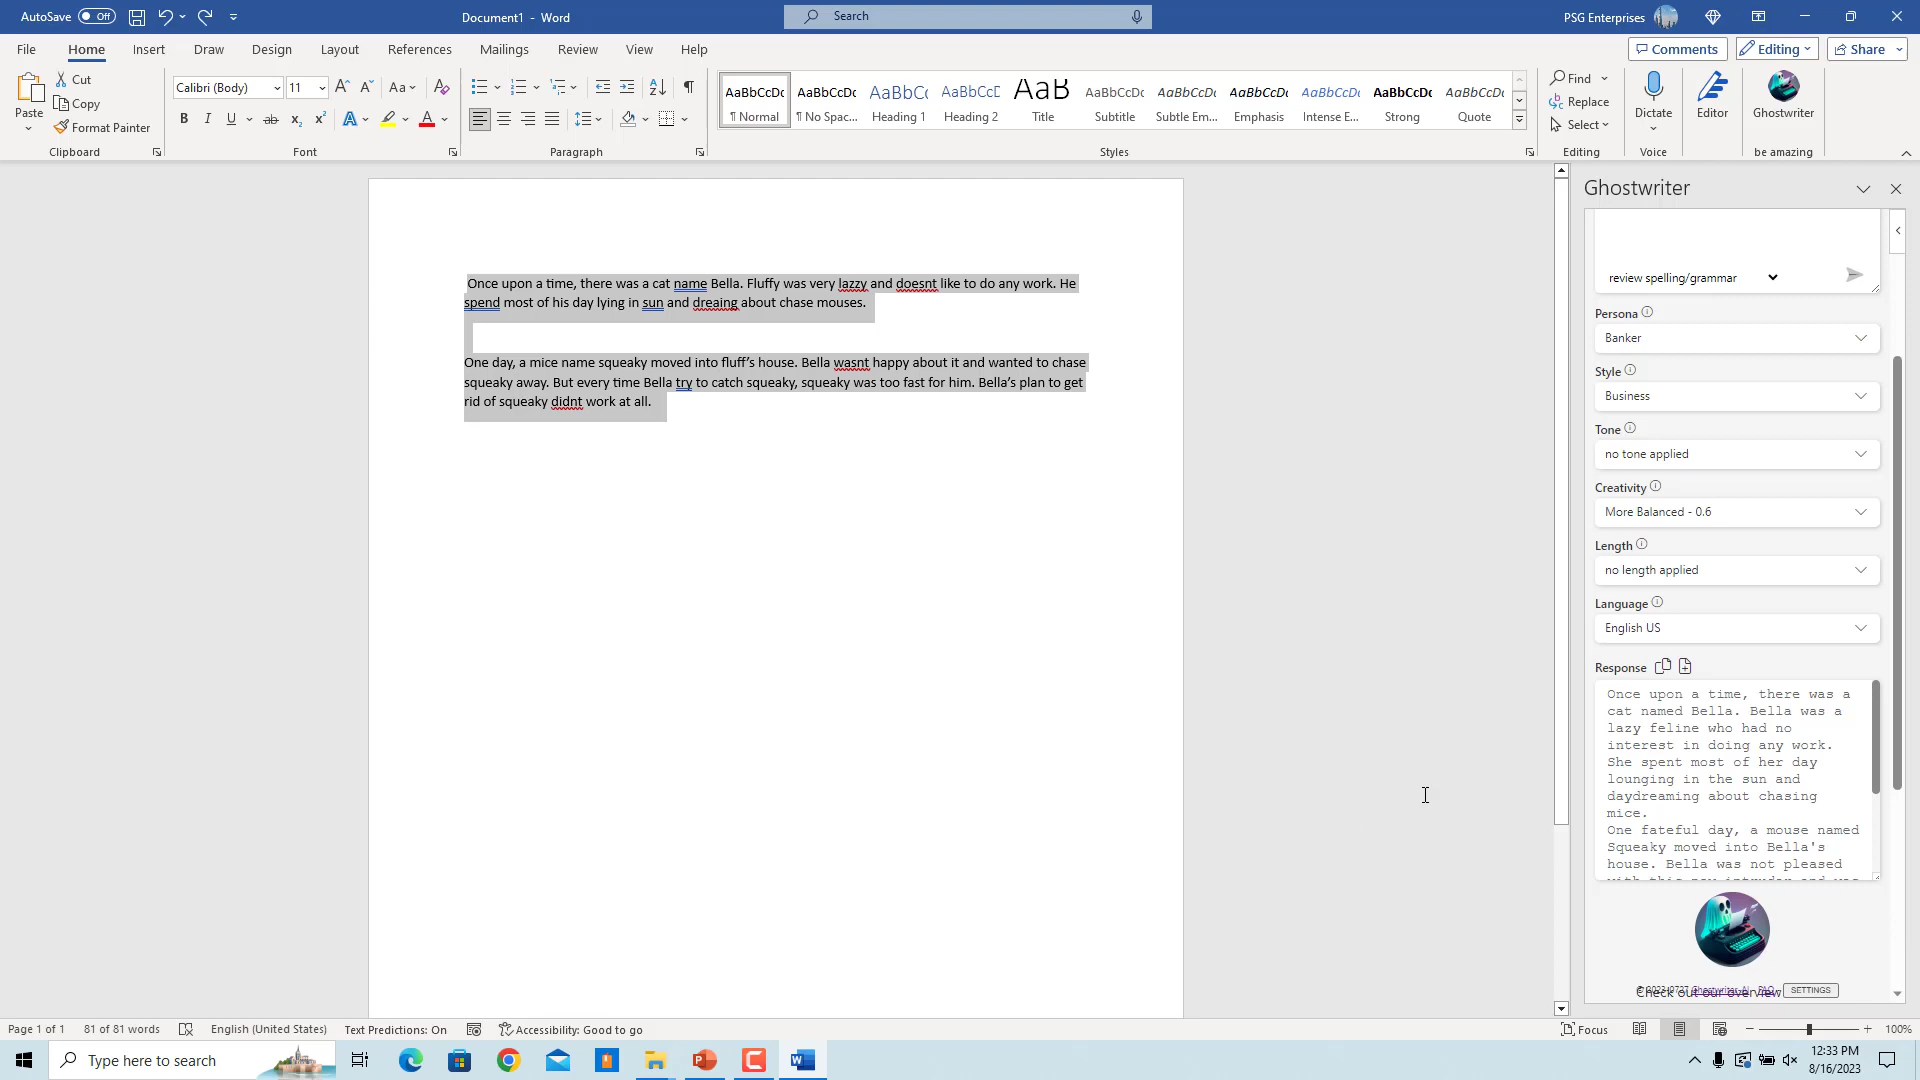 AutoSave Off
Document1 - Word
Search
PSG Enterprises
File Home Insert Draw Design Layout References Mailings Review View Help
Comments Editing Share
Paste
Cut
Copy
Format Painter
Clipboard
Calibri (Body) 11
Font
Paragraph
AaBbCcDc
¶ Normal
AaBbCcDc
¶ No Spac...
AaBbCc
Heading 1
AaBbCcD
Heading 2
AaB
Title
AaBbCcDc
Subtitle
AaBbCcDc
Subtle Em...
AaBbCcDc
Emphasis
AaBbCcDc
Intense E...
AaBbCcDc
Strong
AaBbCcDc
Quote
Styles
Find
Replace
Select
Editing
Dictate
Voice
Editor
Ghostwriter
be amazing
Once upon a time, there was a cat name Bella. Fluffy was very lazzy and doesnt like to do any work. He
spend most of his day lying in sun and dreaing about chase mouses.
One day, a mice name squeaky moved into fluff’s house. Bella wasnt happy about it and wanted to chase
squeaky away. But every time Bella try to catch squeaky, squeaky was too fast for him. Bella’s plan to get
rid of squeaky didnt work at all.
Ghostwriter
review spelling/grammar
Persona
Banker
Style
Business
Tone
no tone applied
Creativity
More Balanced - 0.6
Length
no length applied
Language
English US
Response
Once upon a time, there was a
cat named Bella. Bella was a
lazy feline who had no
interest in doing any work.
She spent most of her day
lounging in the sun and
daydreaming about chasing
mice.
One fateful day, a mouse named
Squeaky moved into Bella's
house. Bella was not pleased
with this new intruder and was
Check out our overview
SETTINGS
Page 1 of 1 81 of 81 words English (United States) Text Predictions: On Accessibility: Good to go
Focus 100%
Type here to search
12:33 PM
8/16/2023